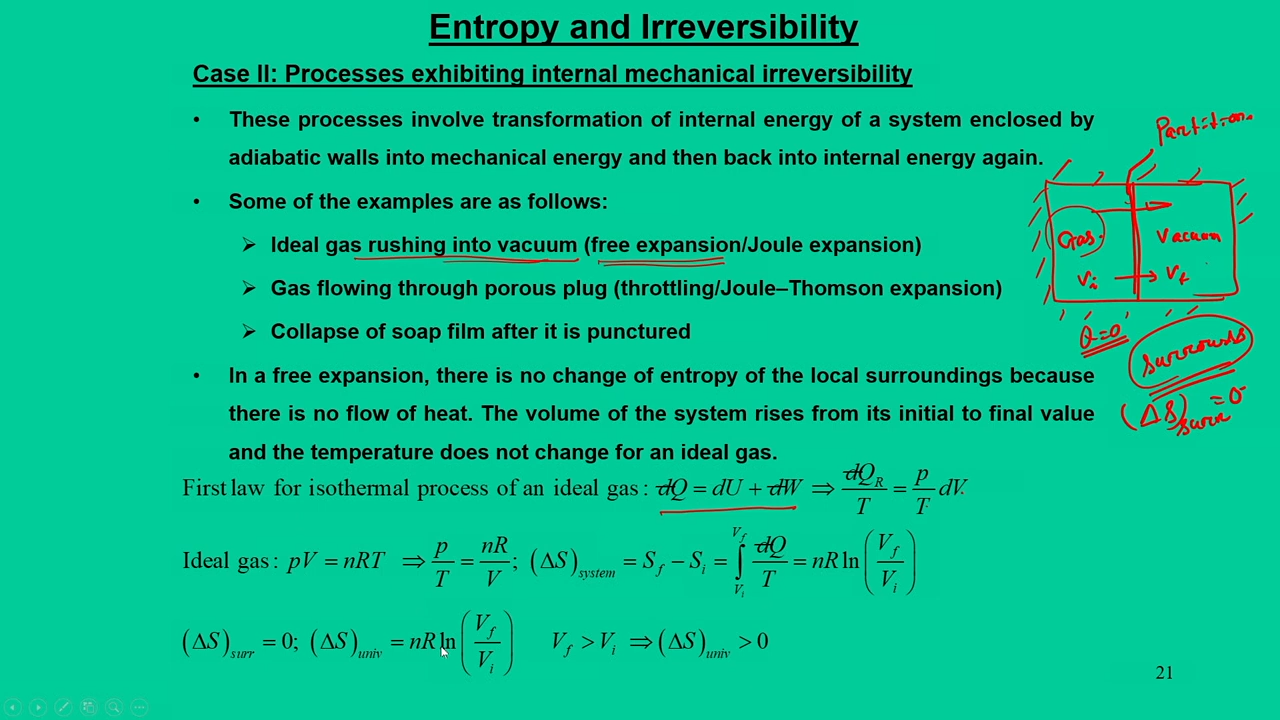 Entropy and Irreversibility
Case II: Processes exhibiting internal mechanical irreversibility
• These processes involve transformation of internal energy of a system enclosed by
adiabatic walls into mechanical energy and then back into internal energy again.
• Some of the examples are as follows:
➢ Ideal gas rushing into vacuum (free expansion/Joule expansion)
➢ Gas flowing through porous plug (throttling/Joule–Thomson expansion)
➢ Collapse of soap film after it is punctured
• In a free expansion, there is no change of entropy of the local surroundings because
there is no flow of heat. The volume of the system rises from its initial to final value
and the temperature does not change for an ideal gas.
First law for isothermal process of an ideal gas : đQ = dU + đW ⇒ đQ_R/T = p/T dV.
Ideal gas : pV = nRT ⇒ p/T = nR/V; (ΔS)_system = S_f − S_i = ∫_{V_i}^{V_f} đQ/T = nR ln(V_f/V_i)
(ΔS)_surr = 0; (ΔS)_univ = nR ln(V_f/V_i) V_f > V_i ⇒ (ΔS)_univ > 0
Partition
Gas Vacuum
V_i → V_f
Q=0
(ΔS)_surr = 0
21